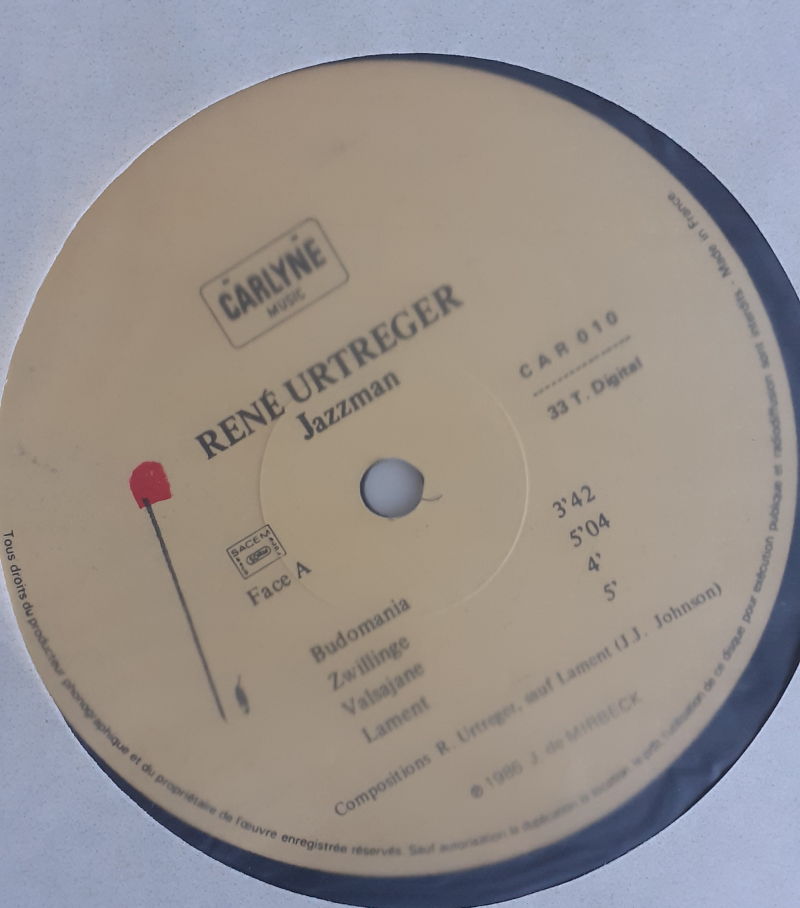 CARLYNE
MUSIC
RENÉ URTREGER
Jazzman
CAR 010
33 T. Digital
SACEM
Face A
Budomania 3'42
Zwillinge 5'04
Valsajane 4'
Lament 5'
Compositions R. Urtreger, sauf Lament (J.J. Johnson)
℗ 1986 J. de MIRBECK
Tous droits du producteur phonographique et du propriétaire de l'œuvre enregistrée réservés. Sauf autorisation la duplication, la location, le prêt, l'utilisation de ce disque pour exécution publique et radiodiffusion sont interdits - Made in France